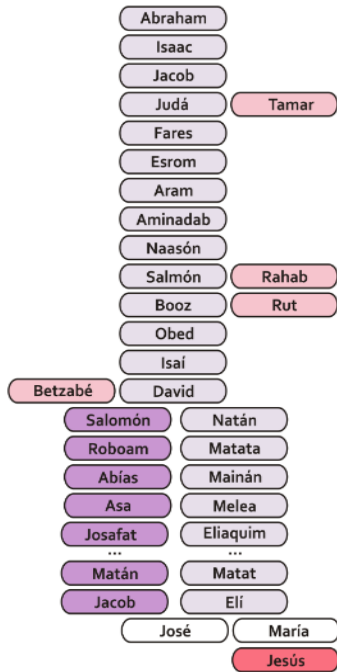 Abraham
Isaac
Jacob
Judá Tamar
Fares
Esrom
Aram
Aminadab
Naasón
Salmón Rahab
Booz Rut
Obed
Isaí
Betzabé David
Salomón Natán
Roboam Matata
Abías Mainán
Asa Melea
Josafat Eliaquim
... ...
Matán Matat
Jacob Elí
José María
Jesús